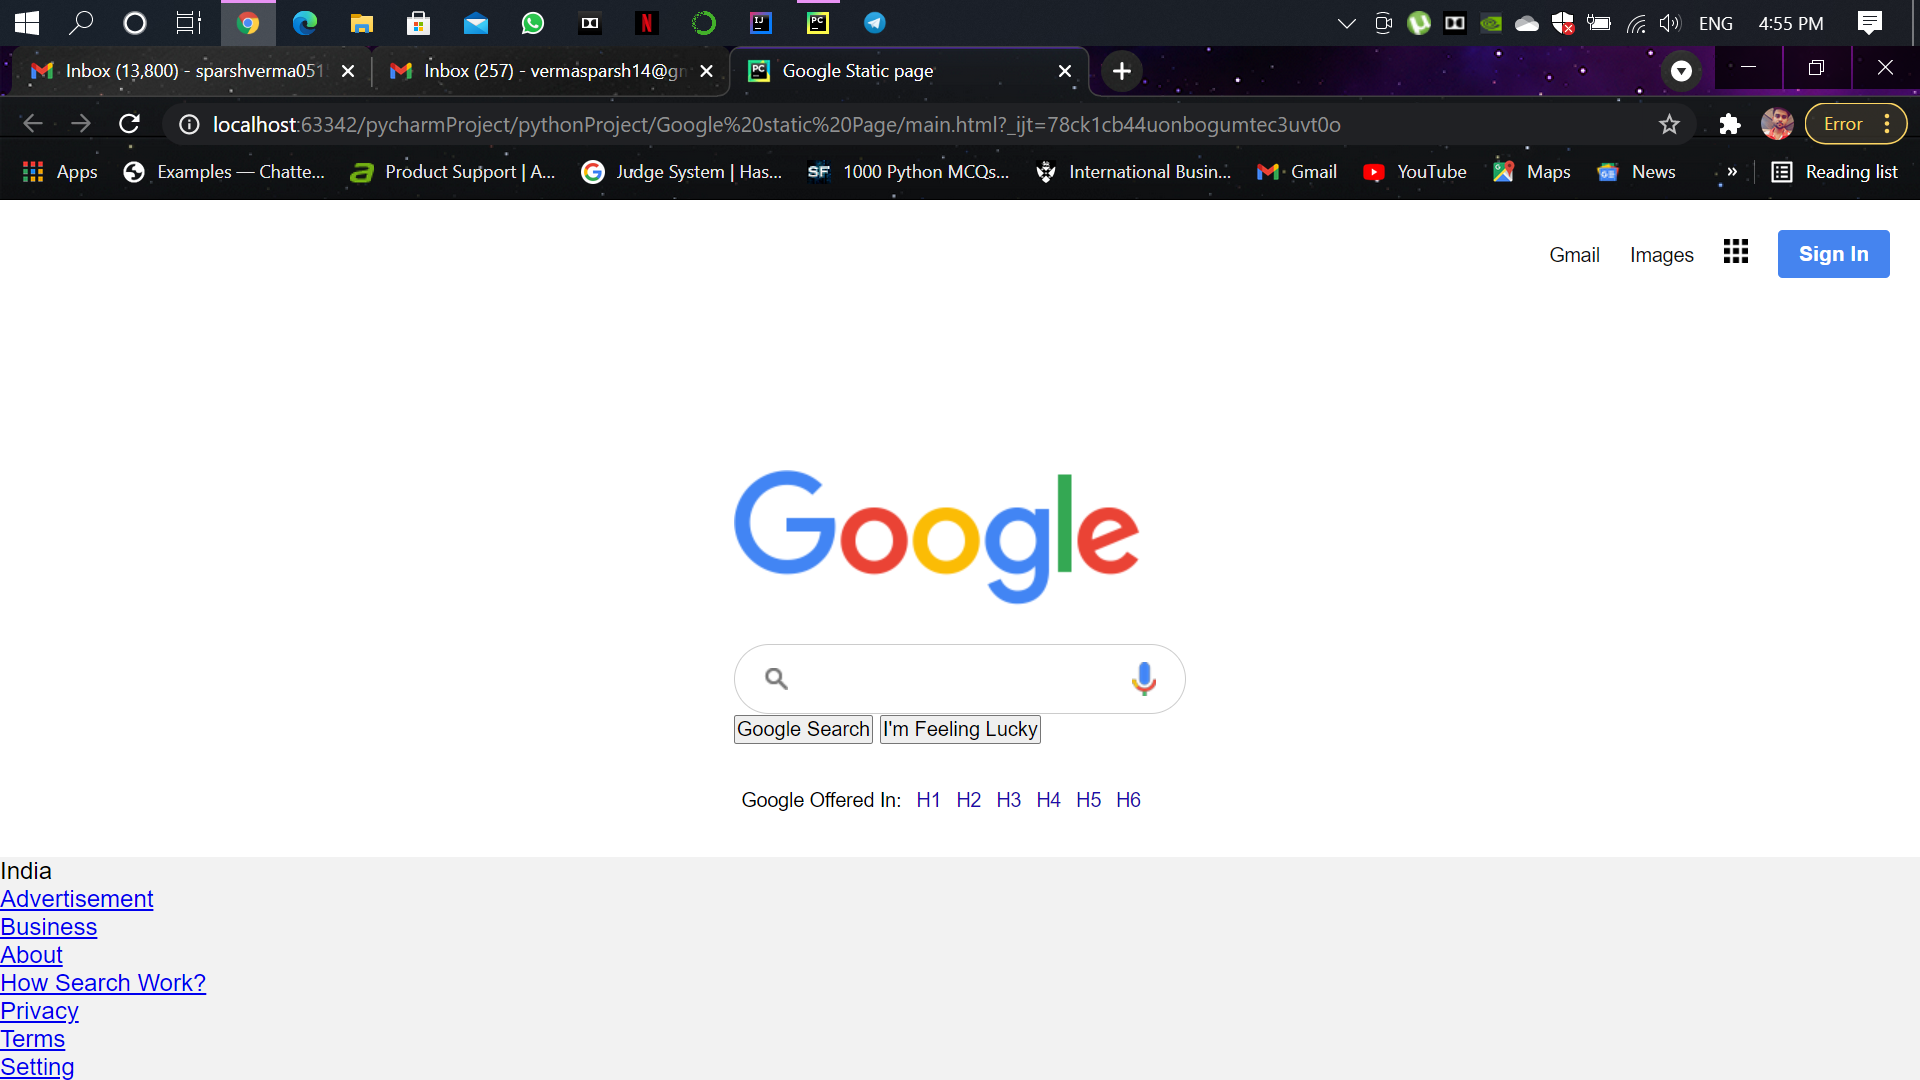 ENG 4:55 PM
Inbox (13,800) - sparshverma051 Inbox (257) - vermasparsh14@gm Google Static page
localhost:63342/pycharmProject/pythonProject/Google%20static%20Page/main.html?_ijt=78ck1cb44uonbogumtec3uvt0o Error
Apps Examples — Chatte... Product Support | A... Judge System | Has... SF 1000 Python MCQs... International Busin... Gmail YouTube Maps News » Reading list
Gmail Images Sign In
Google
Google Search I'm Feeling Lucky
Google Offered In: H1 H2 H3 H4 H5 H6
India
Advertisement
Business
About
How Search Work?
Privacy
Terms
Setting